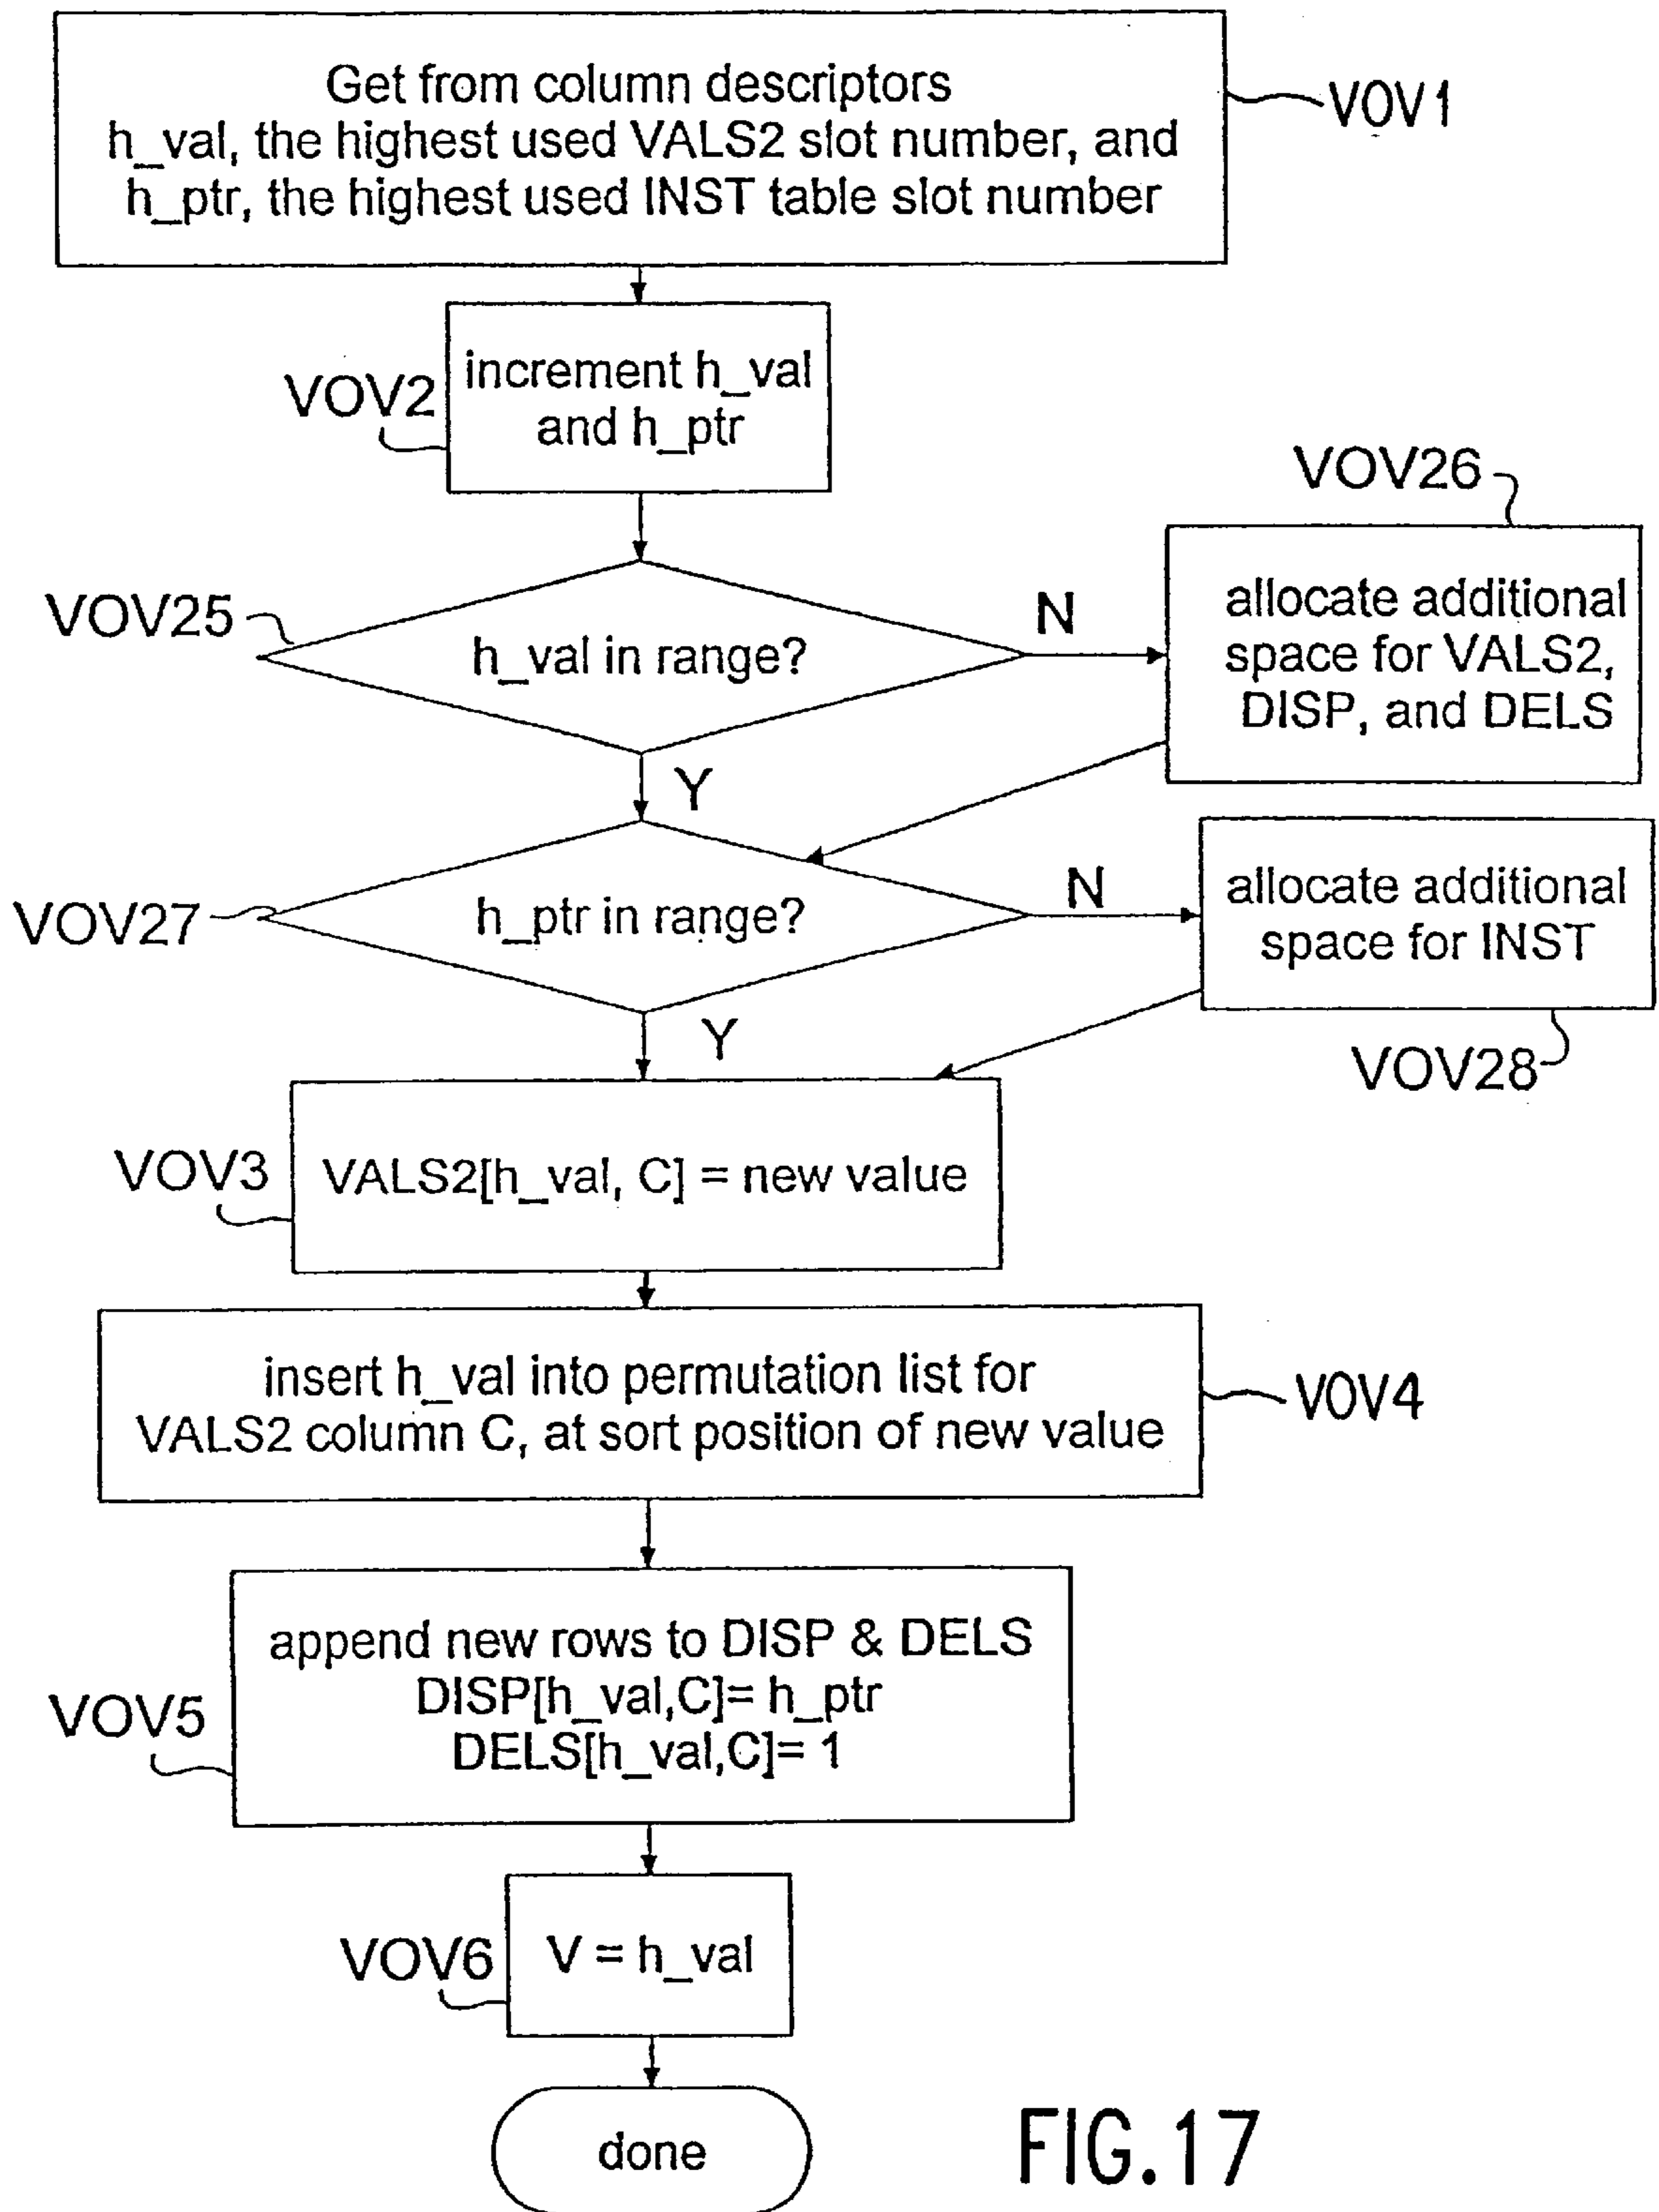 Get from column descriptors
h_val, the highest used VALS2 slot number, and
h_ptr, the highest used INST table slot number
VOV1
VOV2
increment h_val
and h_ptr
VOV26
VOV25
h_val in range?
N
allocate additional
space for VALS2,
DISP, and DELS
Y
VOV27
h_ptr in range?
N
allocate additional
space for INST
Y
VOV28
VOV3
VALS2[h_val, C] = new value
insert h_val into permutation list for
VALS2 column C, at sort position of new value
VOV4
append new rows to DISP & DELS
DISP[h_val,C]= h_ptr
DELS[h_val,C]= 1
VOV5
VOV6
V = h_val
done
FIG.17